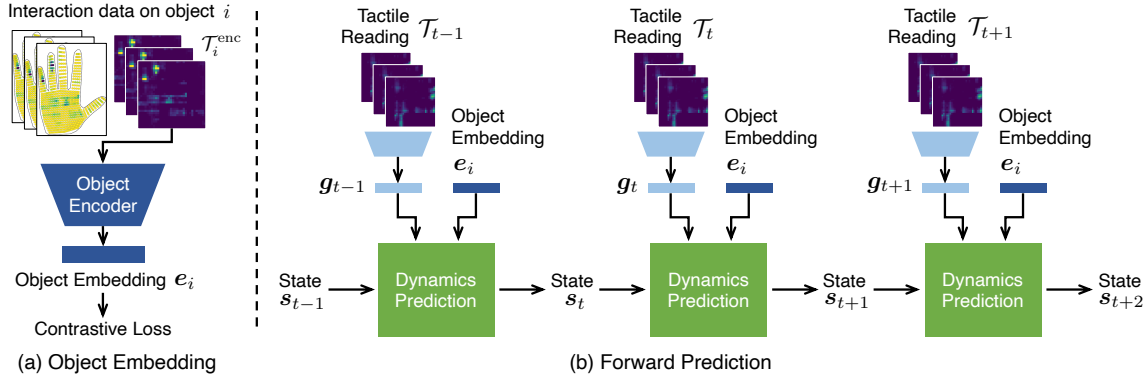 Interaction data on object i
𝒯_i^enc
Object
Encoder
Object Embedding e_i
Contrastive Loss
(a) Object Embedding
Tactile
Reading 𝒯_{t−1}
Object
Embedding
e_i
g_{t−1}
State
s_{t−1}
Dynamics
Prediction
Tactile
Reading 𝒯_t
Object
Embedding
e_i
g_t
State
s_t
Dynamics
Prediction
Tactile
Reading 𝒯_{t+1}
Object
Embedding
e_i
g_{t+1}
State
s_{t+1}
Dynamics
Prediction
State
s_{t+2}
(b) Forward Prediction